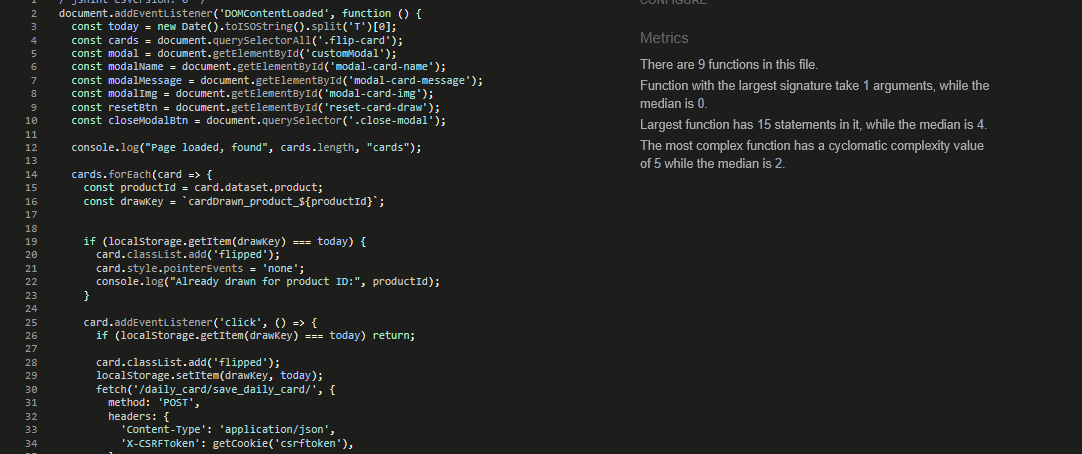 1 /* jshint esversion: 6 */
2 document.addEventListener('DOMContentLoaded', function () {
3 const today = new Date().toISOString().split('T')[0];
4 const cards = document.querySelectorAll('.flip-card');
5 const modal = document.getElementById('customModal');
6 const modalName = document.getElementById('modal-card-name');
7 const modalMessage = document.getElementById('modal-card-message');
8 const modalImg = document.getElementById('modal-card-img');
9 const resetBtn = document.getElementById('reset-card-draw');
10 const closeModalBtn = document.querySelector('.close-modal');
11
12 console.log("Page loaded, found", cards.length, "cards");
13
14 cards.forEach(card => {
15 const productId = card.dataset.product;
16 const drawKey = `cardDrawn_product_${productId}`;
17
18
19 if (localStorage.getItem(drawKey) === today) {
20 card.classList.add('flipped');
21 card.style.pointerEvents = 'none';
22 console.log("Already drawn for product ID:", productId);
23 }
24
25 card.addEventListener('click', () => {
26 if (localStorage.getItem(drawKey) === today) return;
27
28 card.classList.add('flipped');
29 localStorage.setItem(drawKey, today);
30 fetch('/daily_card/save_daily_card/', {
31 method: 'POST',
32 headers: {
33 'Content-Type': 'application/json',
34 'X-CSRFToken': getCookie('csrftoken'),
CONFIGURE
Metrics
There are 9 functions in this file.
Function with the largest signature take 1 arguments, while the
median is 0.
Largest function has 15 statements in it, while the median is 4.
The most complex function has a cyclomatic complexity value
of 5 while the median is 2.